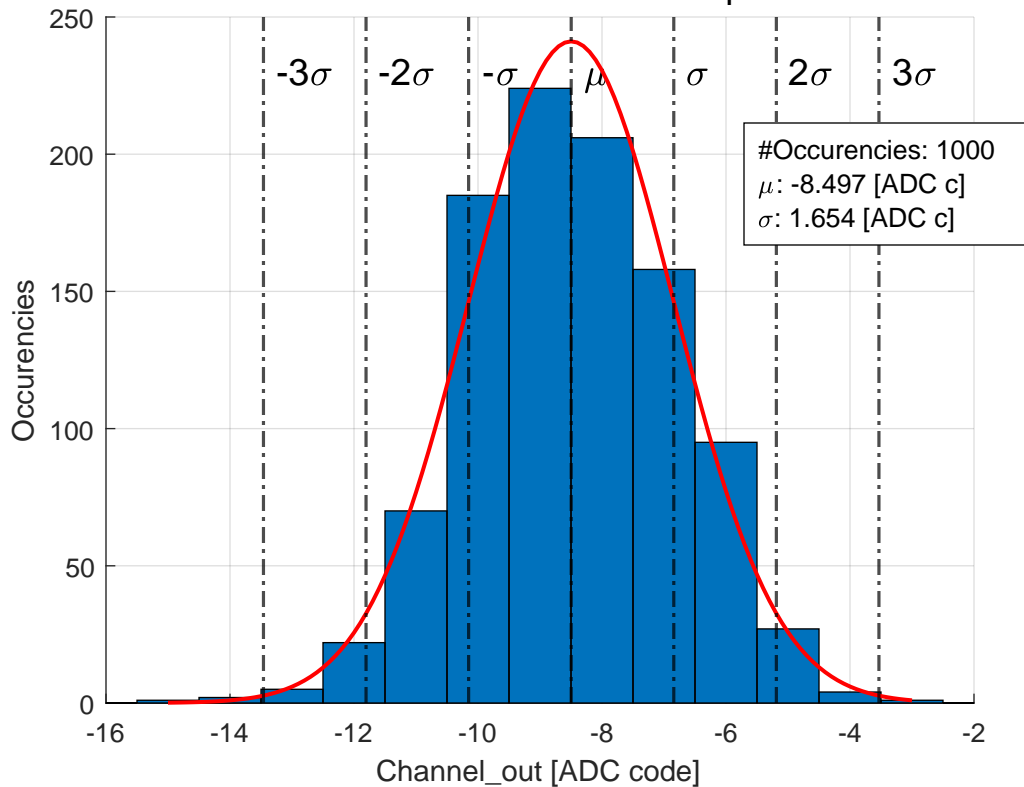 250
200
150
100
50
0
-16
-14
-12
-10
-8
-6
-4
-2
Occurencies
Channel_out [ADC code]
-3σ
-2σ
-σ
μ
σ
2σ
3σ
#Occurencies: 1000
μ: -8.497 [ADC c]
σ: 1.654 [ADC c]